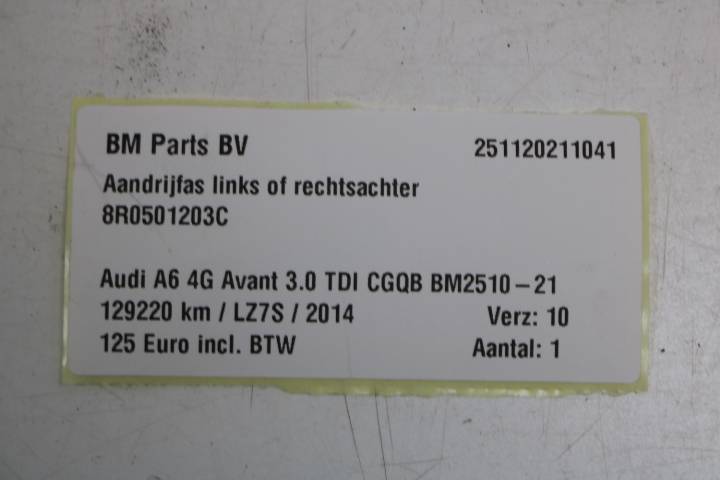 BM Parts BV 251120211041
Aandrijfas links of rechtsachter
8R0501203C
Audi A6 4G Avant 3.0 TDI CGQB BM2510-21
129220 km / LZ7S / 2014 Verz: 10
125 Euro incl. BTW Aantal: 1